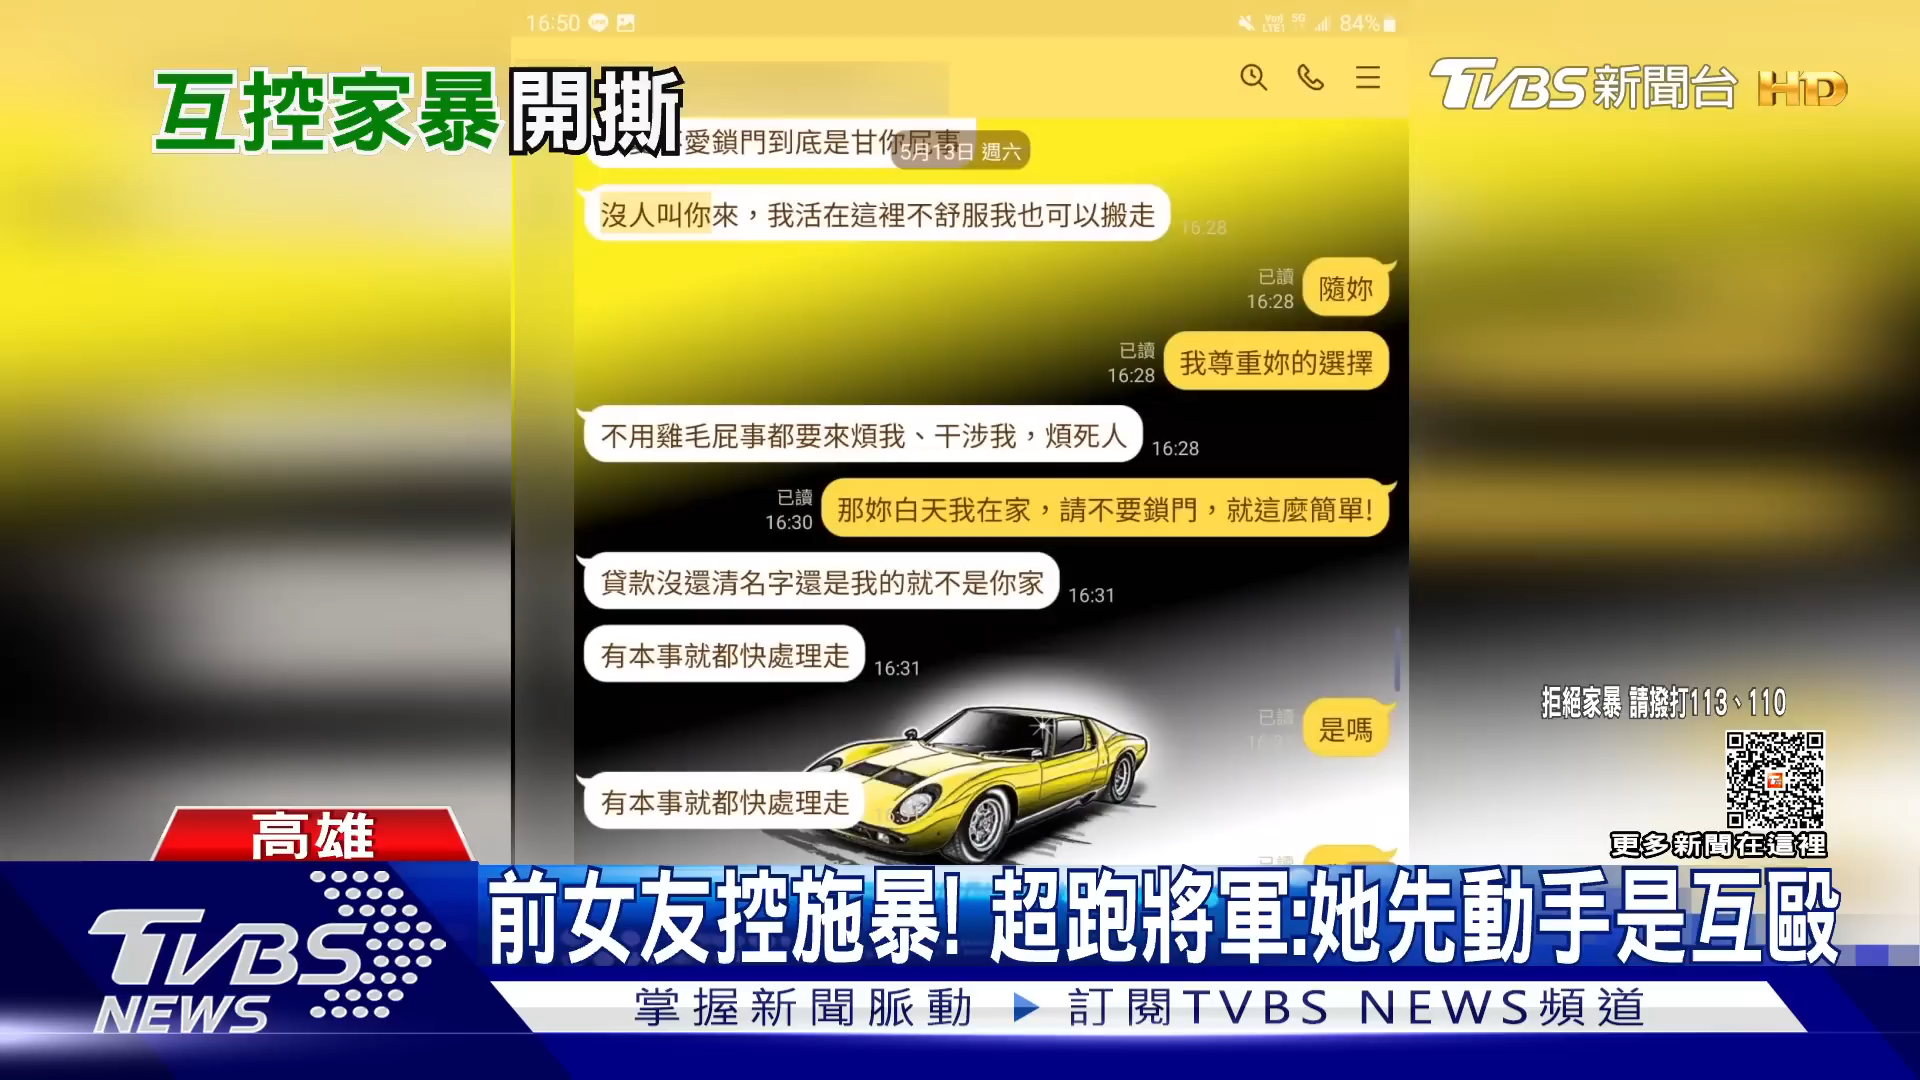 16:50
84%
TVBS新聞台 HD
互控家暴開撕
愛鎖門到底是甘你屁事
5月13日 週六
沒人叫你來，我活在這裡不舒服我也可以搬走
16:28
已讀
16:28
隨妳
已讀
16:28
我尊重妳的選擇
不用雞毛屁事都要來煩我、干涉我，煩死人
16:28
已讀
16:30
那妳白天我在家，請不要鎖門，就這麼簡單!
貸款沒還清名字還是我的就不是你家
16:31
有本事就都快處理走
16:31
已讀
是嗎
有本事就都快處理走
已讀
拒絕家暴 請撥打113、110
更多新聞在這裡
高雄
前女友控施暴! 超跑將軍:她先動手是互毆
TVBS
NEWS
掌握新聞脈動 ▶ 訂閱TVBS NEWS頻道